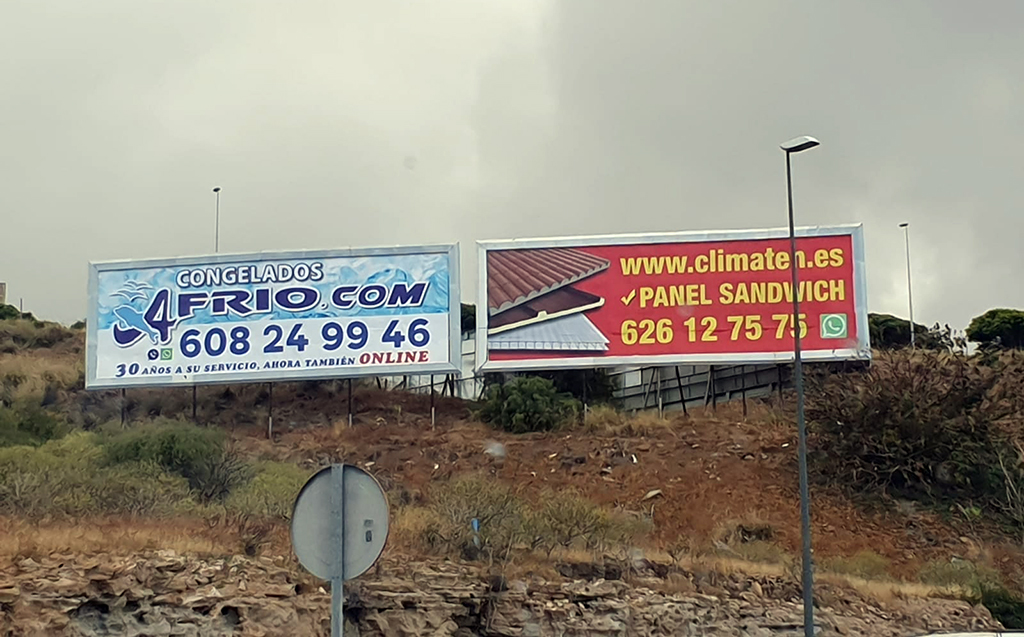 CONGELADOS
4FRIO.COM
608 24 99 46
30 AÑOS A SU SERVICIO, AHORA TAMBIÉN ONLINE
www.climaten.es
✓PANEL SANDWICH
626 12 75 75